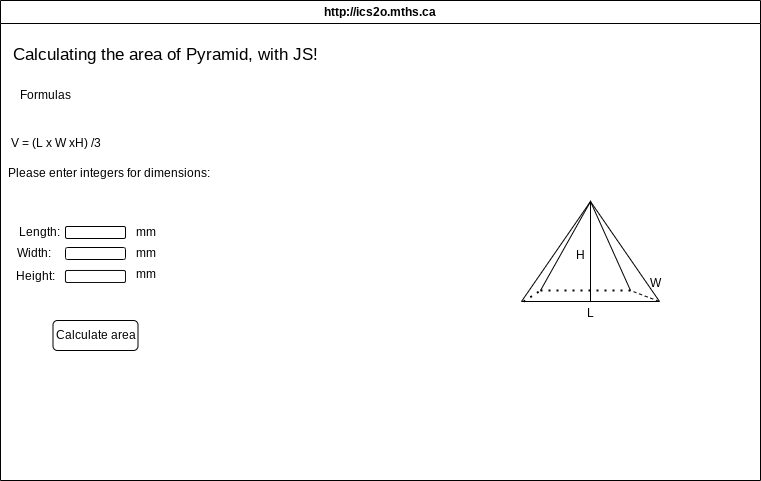 http://ics2o.mths.ca
Calculating the area of Pyramid, with JS!
Formulas
V = (L x W xH) /3
Please enter integers for dimensions:
Length: mm
Width: mm
Height: mm
Calculate area
H
W
L